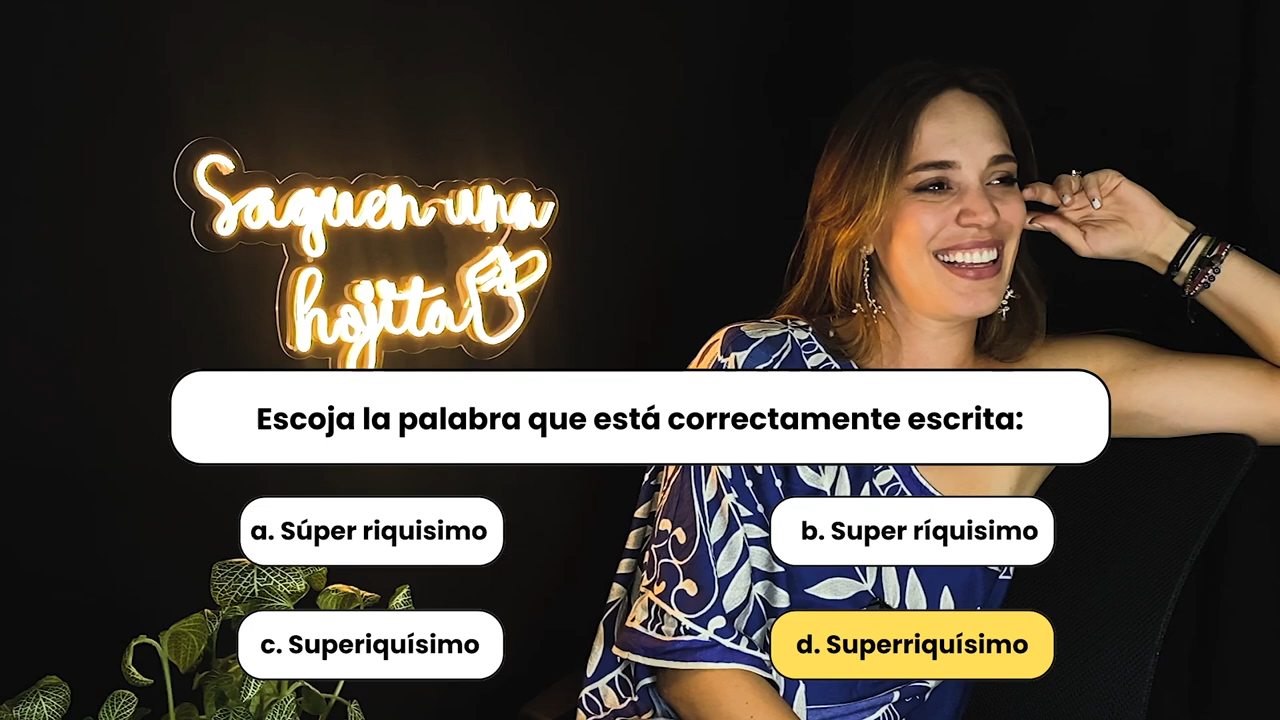 Saquen una
hojita
Escoja la palabra que está correctamente escrita:
a. Súper riquisimo
b. Super ríquisimo
c. Superiquísimo
d. Superriquísimo